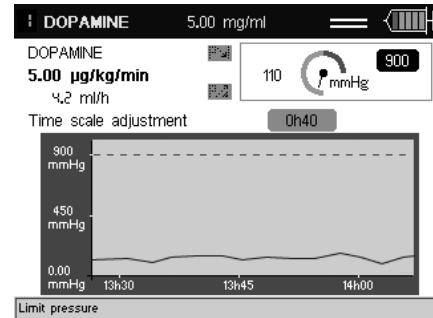 DOPAMINE 5.00 mg/ml
DOPAMINE
5.00 µg/kg/min
4.2 ml/h
110 mmHg 900
Time scale adjustment 0h40
900
mmHg
450
mmHg
0.00
mmHg 13h30 13h45 14h00
Limit pressure